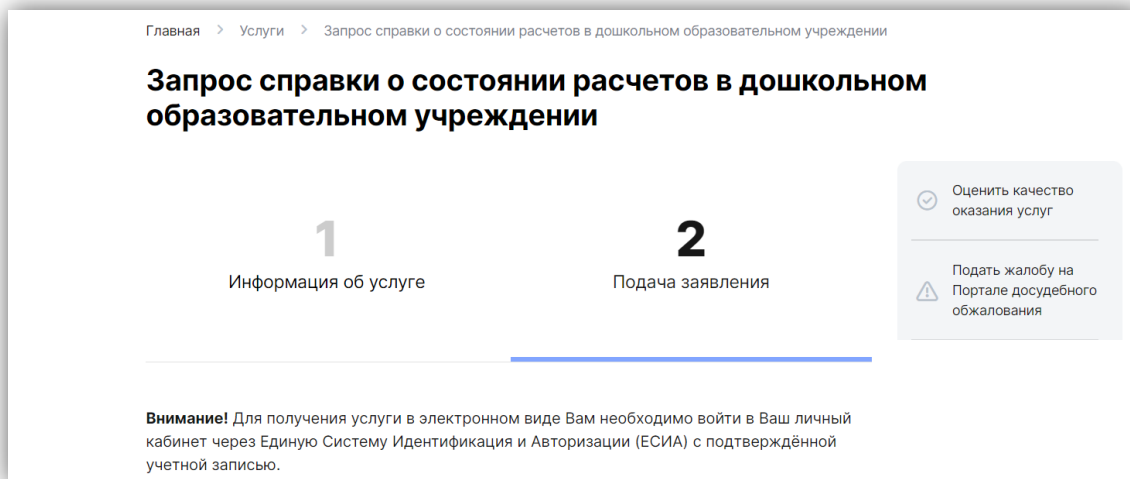 Главная > Услуги > Запрос справки о состоянии расчетов в дошкольном образовательном учреждении
Запрос справки о состоянии расчетов в дошкольном
образовательном учреждении
1
Информация об услуге
2
Подача заявления
Оценить качество
оказания услуг
Подать жалобу на
Портале досудебного
обжалования
Внимание! Для получения услуги в электронном виде Вам необходимо войти в Ваш личный
кабинет через Единую Систему Идентификация и Авторизации (ЕСИА) с подтверждённой
учетной записью.